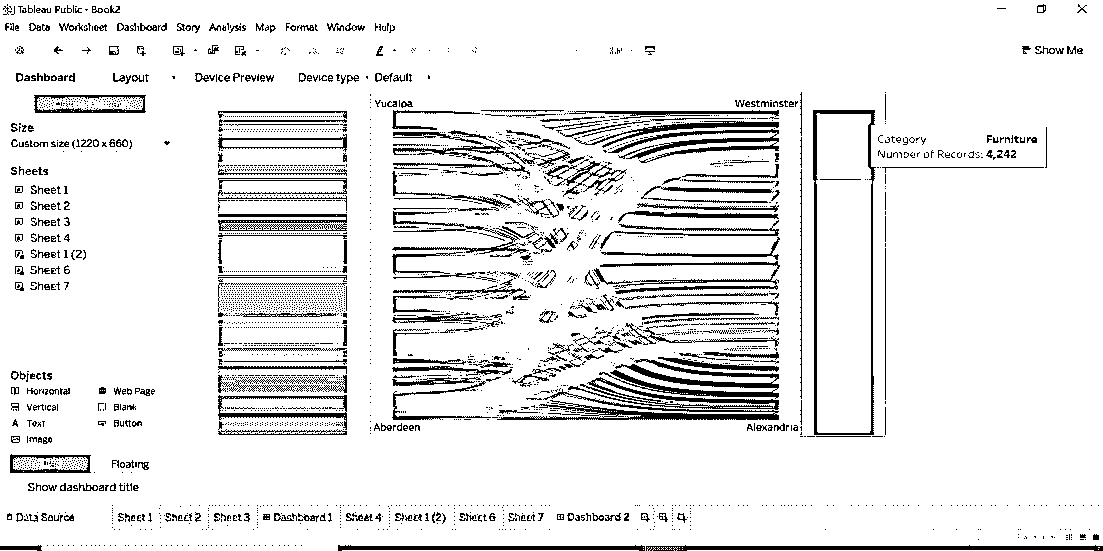 Tableau Public - Book2
File Data Worksheet Dashboard Story Analysis Map Format Window Help
Show Me
Dashboard Layout Device Preview Device type Default
Yucaipa Westminster
Size
Custom size (1220 x 660)
Category Furniture
Number of Records: 4,242
Sheets
Sheet 1
Sheet 2
Sheet 3
Sheet 4
Sheet 1 (2)
Sheet 6
Sheet 7
Objects
Horizontal Web Page
Vertical Blank
A Text Button
Image
Aberdeen Alexandria
Floating
Show dashboard title
Data Source Sheet 1 Sheet 2 Sheet 3 Dashboard 1 Sheet 4 Sheet 1 (2) Sheet 6 Sheet 7 Dashboard 2